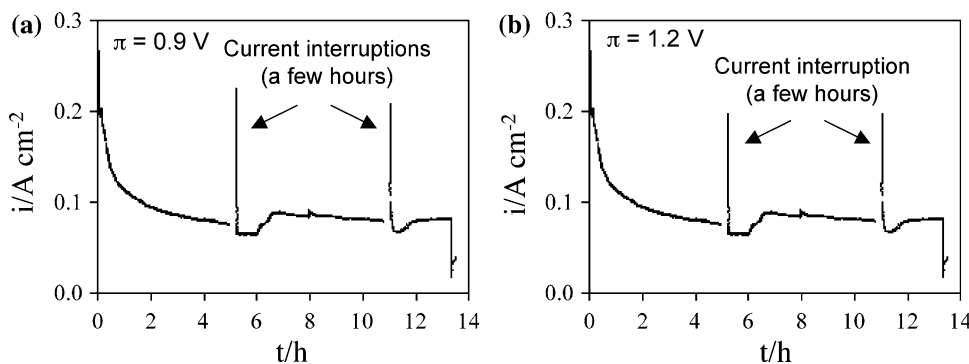 (a)
π = 0.9 V
Current interruptions
(a few hours)
i/A cm-2
0.3
0.2
0.1
0.0
0 2 4 6 8 10 12 14
t/h
(b)
π = 1.2 V
Current interruption
(a few hours)
i/A cm-2
0.3
0.2
0.1
0.0
0 2 4 6 8 10 12 14
t/h